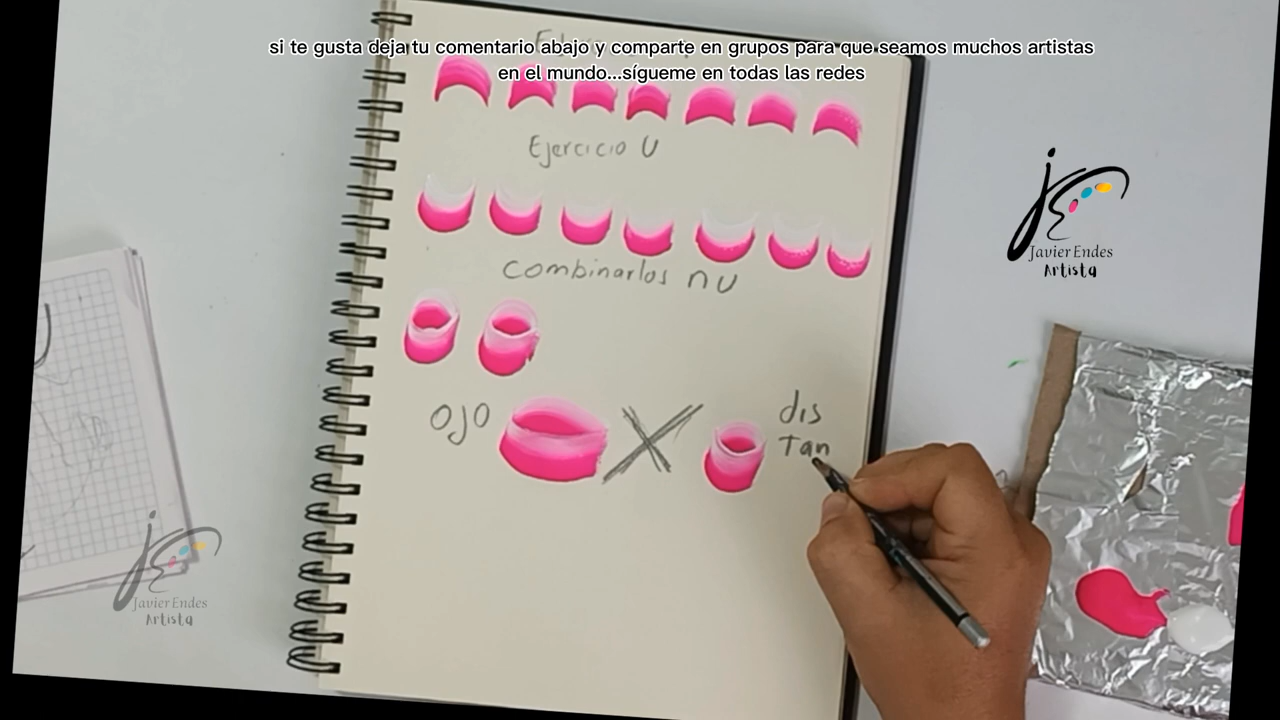 si te gusta deja tu comentario abajo y comparte en grupos para que seamos muchos artistas
en el mundo...sígueme en todas las redes
Ejercicio U
Combinarlos nU
OJO
dis
Tan
Javier Endes
Artista
Javier Endes
Artista